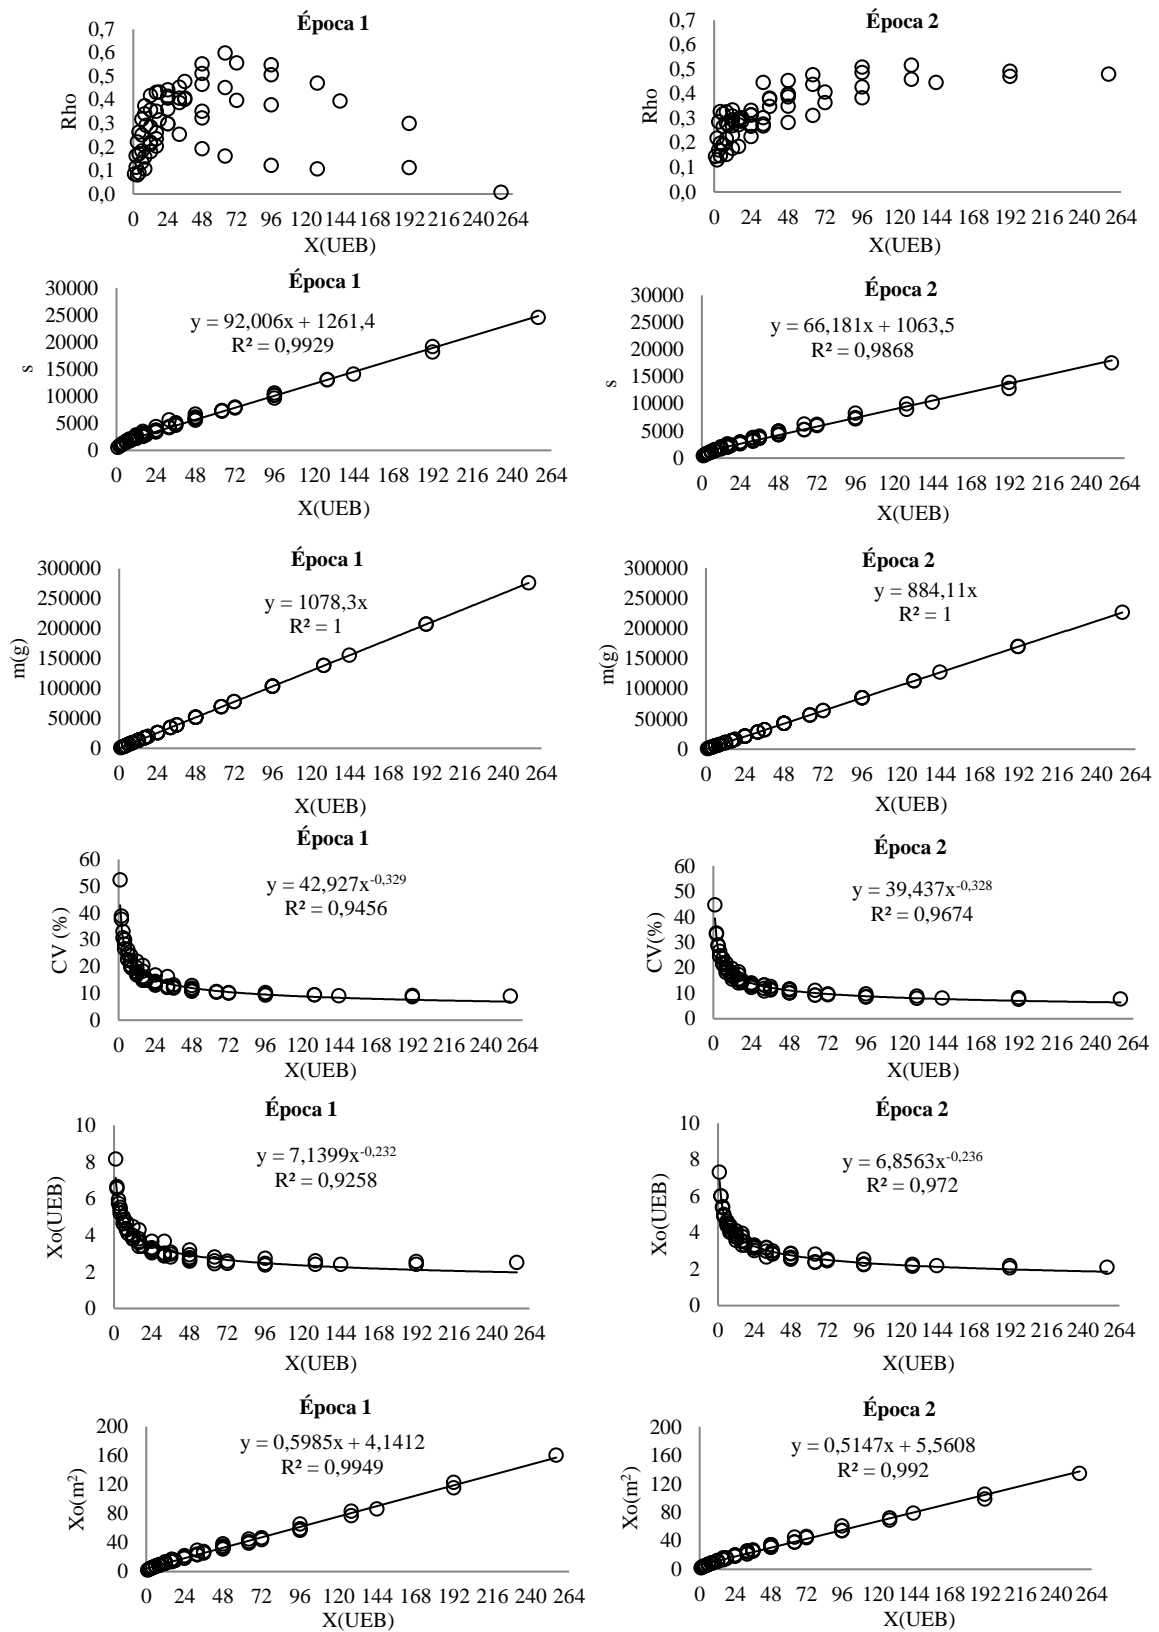 Época 1
0,7
0,6
0,5
0,4
0,3
0,2
0,1
0,0
Rho
0 24 48 72 96 120 144 168 192 216 240 264
X(UEB)
Época 2
0,7
0,6
0,5
0,4
0,3
0,2
0,1
0,0
Rho
0 24 48 72 96 120 144 168 192 216 240 264
X(UEB)
Época 1
30000
25000
20000
15000
10000
5000
0
s
y = 92,006x + 1261,4
R² = 0,9929
0 24 48 72 96 120 144 168 192 216 240 264
X(UEB)
Época 2
30000
25000
20000
15000
10000
5000
0
s
y = 66,181x + 1063,5
R² = 0,9868
0 24 48 72 96 120 144 168 192 216 240 264
X(UEB)
Época 1
300000
250000
200000
150000
100000
50000
0
m(g)
y = 1078,3x
R² = 1
0 24 48 72 96 120 144 168 192 216 240 264
X(UEB)
Época 2
300000
250000
200000
150000
100000
50000
0
m(g)
y = 884,11x
R² = 1
0 24 48 72 96 120 144 168 192 216 240 264
X(UEB)
Época 1
60
50
40
30
20
10
0
CV (%)
y = 42,927x⁻⁰,³²⁹
R² = 0,9456
0 24 48 72 96 120 144 168 192 216 240 264
X(UEB)
Época 2
60
50
40
30
20
10
0
CV(%)
y = 39,437x⁻⁰,³²⁸
R² = 0,9674
0 24 48 72 96 120 144 168 192 216 240 264
X(UEB)
Época 1
10
8
6
4
2
0
Xo(UEB)
y = 7,1399x⁻⁰,²³²
R² = 0,9258
0 24 48 72 96 120 144 168 192 216 240 264
X(UEB)
Época 2
10
8
6
4
2
0
Xo(UEB)
y = 6,8563x⁻⁰,²³⁶
R² = 0,972
0 24 48 72 96 120 144 168 192 216 240 264
X(UEB)
Época 1
200
160
120
80
40
0
Xo(m²)
y = 0,5985x + 4,1412
R² = 0,9949
0 24 48 72 96 120 144 168 192 216 240 264
X(UEB)
Época 2
200
160
120
80
40
0
Xo(m²)
y = 0,5147x + 5,5608
R² = 0,992
0 24 48 72 96 120 144 168 192 216 240 264
X(UEB)